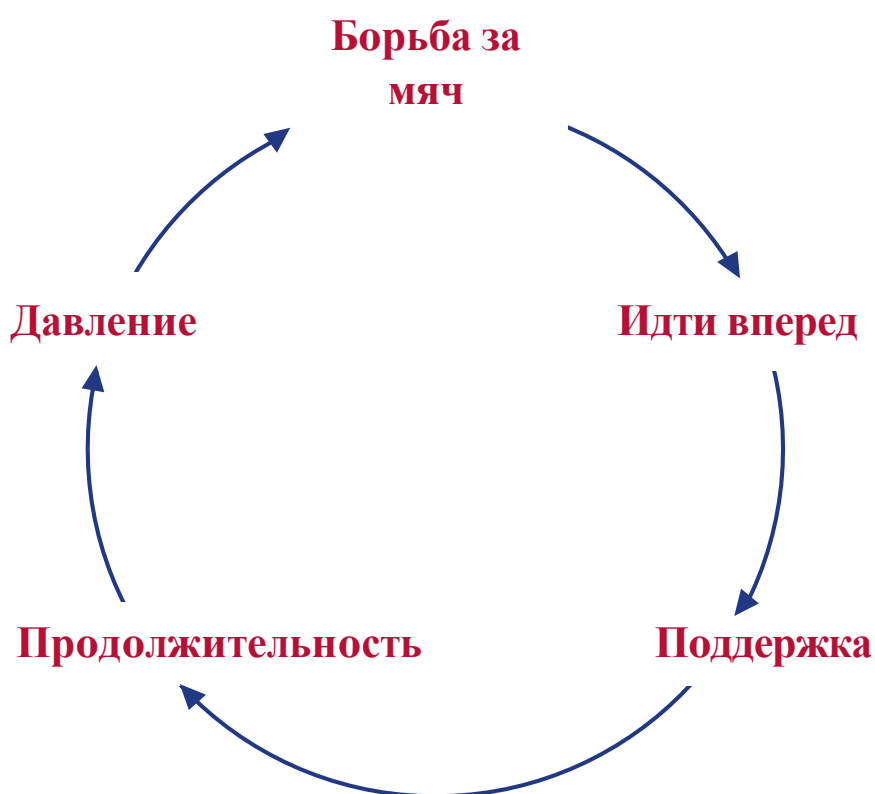 Борьба за
мяч
Давление
Идти вперед
Продолжительность
Поддержка